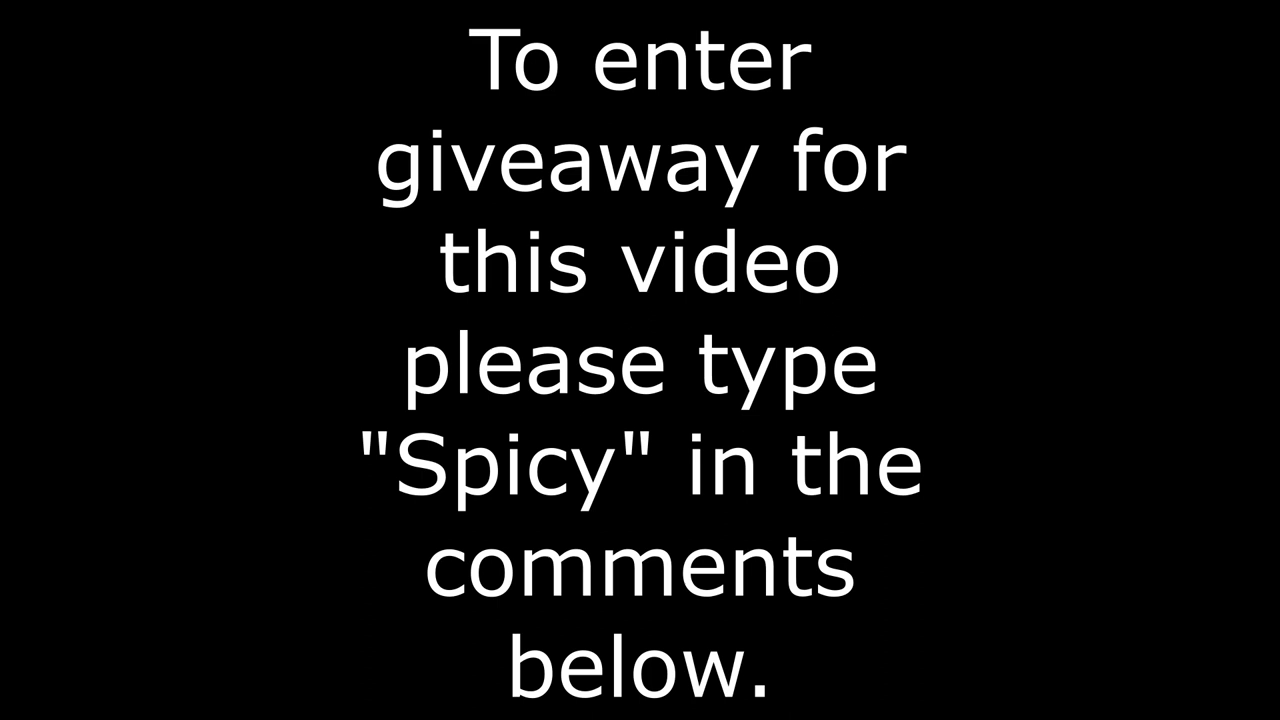 To enter
giveaway for
this video
please type
"Spicy" in the
comments
below.